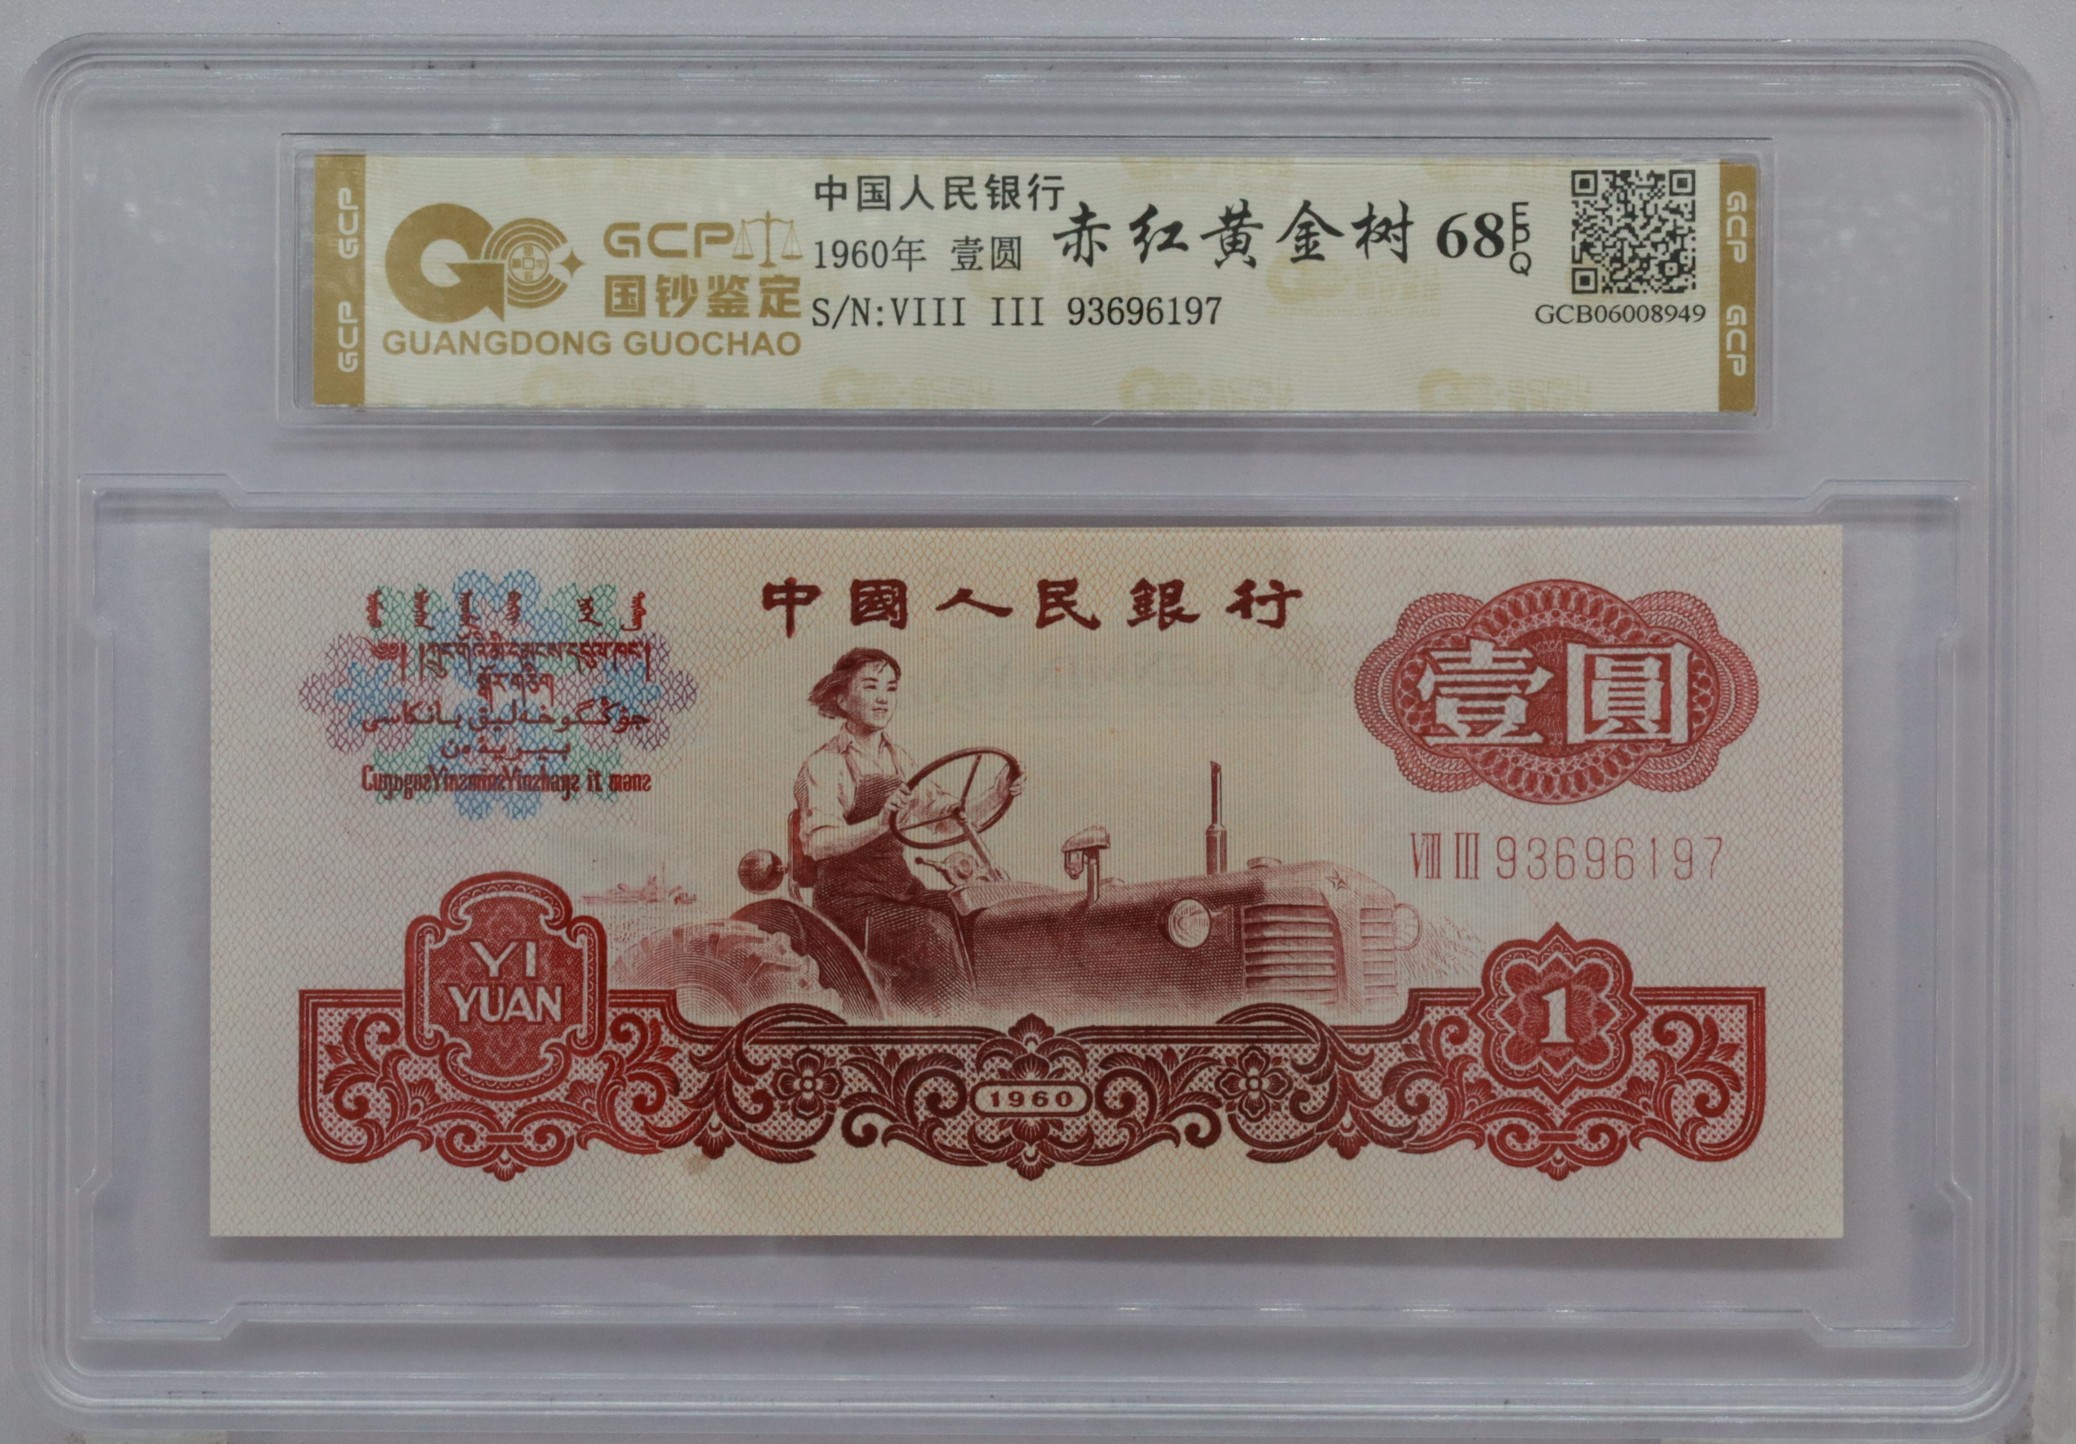 GCP GCP
GCP
国钞鉴定
GUANGDONG GUOCHAO
中国人民银行
1960年 壹圆
S/N:VIII III 93696197
赤红黄金树 68 EPQ
GCB06008949
GCP GCP
中國人民銀行
壹圓
VIII III 93696197
YI
YUAN
1
1960